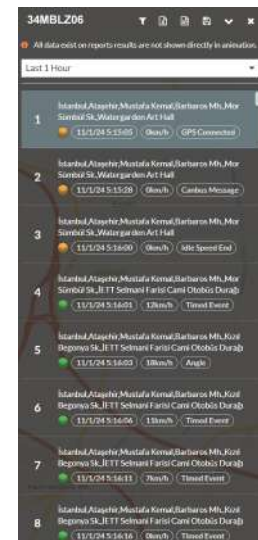 34MBLZ06
All data exist on reports results are not shown directly in animation.
Last 1 Hour
1
İstanbul,Ataşehir,Mustafa Kemal,Barbaros Mh.,Mor
Sümbül Sk.,Watergarden Art Hall
11/1/24 5:15:05 0km/h GPS Connected
2
İstanbul,Ataşehir,Mustafa Kemal,Barbaros Mh.,Mor
Sümbül Sk.,Watergarden Art Hall
11/1/24 5:15:28 0km/h Canbus Message
3
İstanbul,Ataşehir,Mustafa Kemal,Barbaros Mh.,Mor
Sümbül Sk.,Watergarden Art Hall
11/1/24 5:16:00 0km/h Idle Speed End
4
İstanbul,Ataşehir,Mustafa Kemal,Barbaros Mh.,Mor
Sümbül Sk.,İETT Selmani Farisi Cami Otobüs Durağı
11/1/24 5:16:01 12km/h Timed Event
5
İstanbul,Ataşehir,Mustafa Kemal,Barbaros Mh.,Kızıl
Begonya Sk.,İETT Selmani Farisi Cami Otobüs Durağı
11/1/24 5:16:03 18km/h Angle
6
İstanbul,Ataşehir,Mustafa Kemal,Barbaros Mh.,Kızıl
Begonya Sk.,İETT Selmani Farisi Cami Otobüs Durağı
11/1/24 5:16:06 11km/h Timed Event
7
İstanbul,Ataşehir,Mustafa Kemal,Barbaros Mh.,Kızıl
Begonya Sk.,İETT Selmani Farisi Cami Otobüs Durağı
11/1/24 5:16:11 7km/h Timed Event
8
İstanbul,Ataşehir,Mustafa Kemal,Barbaros Mh.,Kızıl
Begonya Sk.,İETT Selmani Farisi Cami Otobüs Durağı
11/1/24 5:16:16 0km/h Timed Event